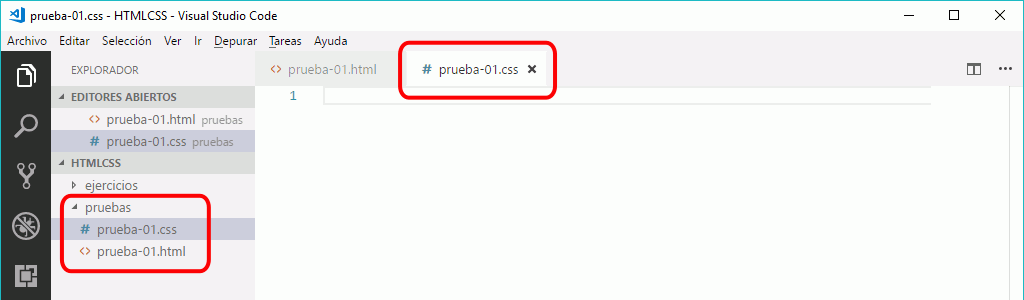 prueba-01.css - HTMLCSS - Visual Studio Code
Archivo Editar Selección Ver Ir Depurar Tareas Ayuda
EXPLORADOR
EDITORES ABIERTOS
<> prueba-01.html pruebas
# prueba-01.css pruebas
HTMLCSS
ejercicios
pruebas
# prueba-01.css
<> prueba-01.html
<> prueba-01.html # prueba-01.css
1